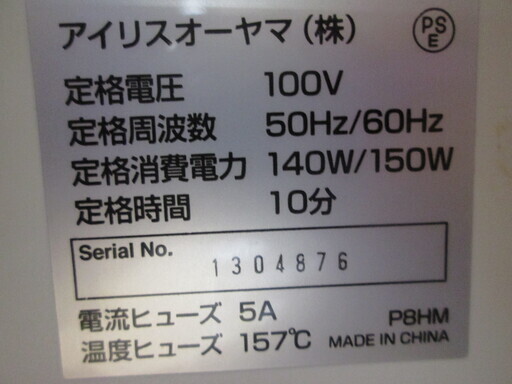 アイリスオーヤマ（株） PSE
定格電圧 100V
定格周波数 50Hz/60Hz
定格消費電力 140W/150W
定格時間 10分
Serial No. 1304876
電流ヒューズ 5A P8HM
温度ヒューズ 157℃ MADE IN CHINA